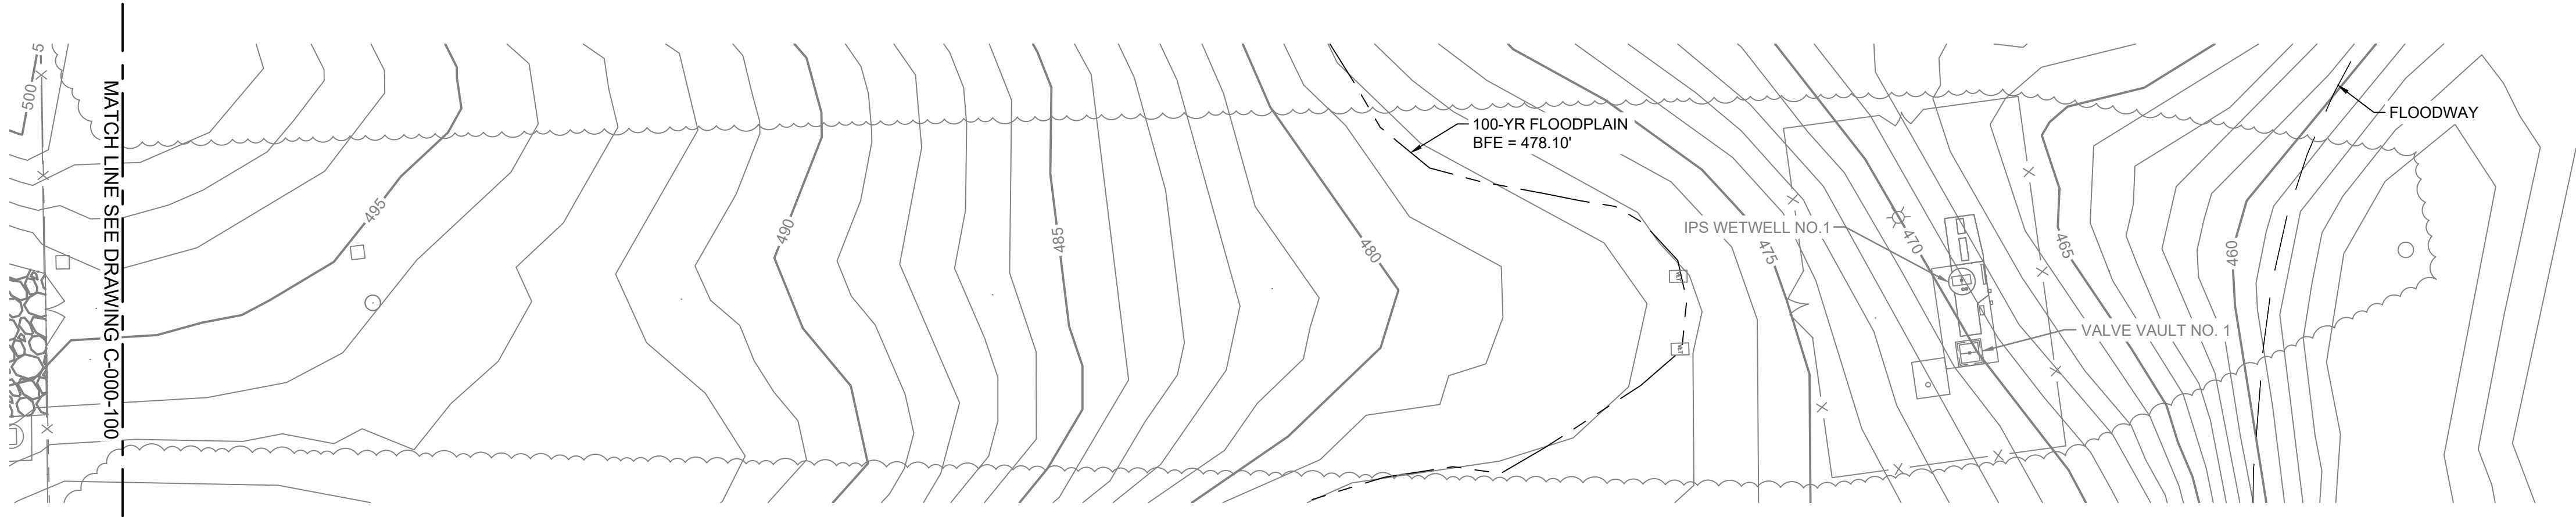 500
5
MATCH LINE SEE DRAWING C-000-100
495
490
485
480
100-YR FLOODPLAIN
BFE = 478.10'
IPS WETWELL NO.1
475
470
465
VALVE VAULT NO. 1
460
FLOODWAY